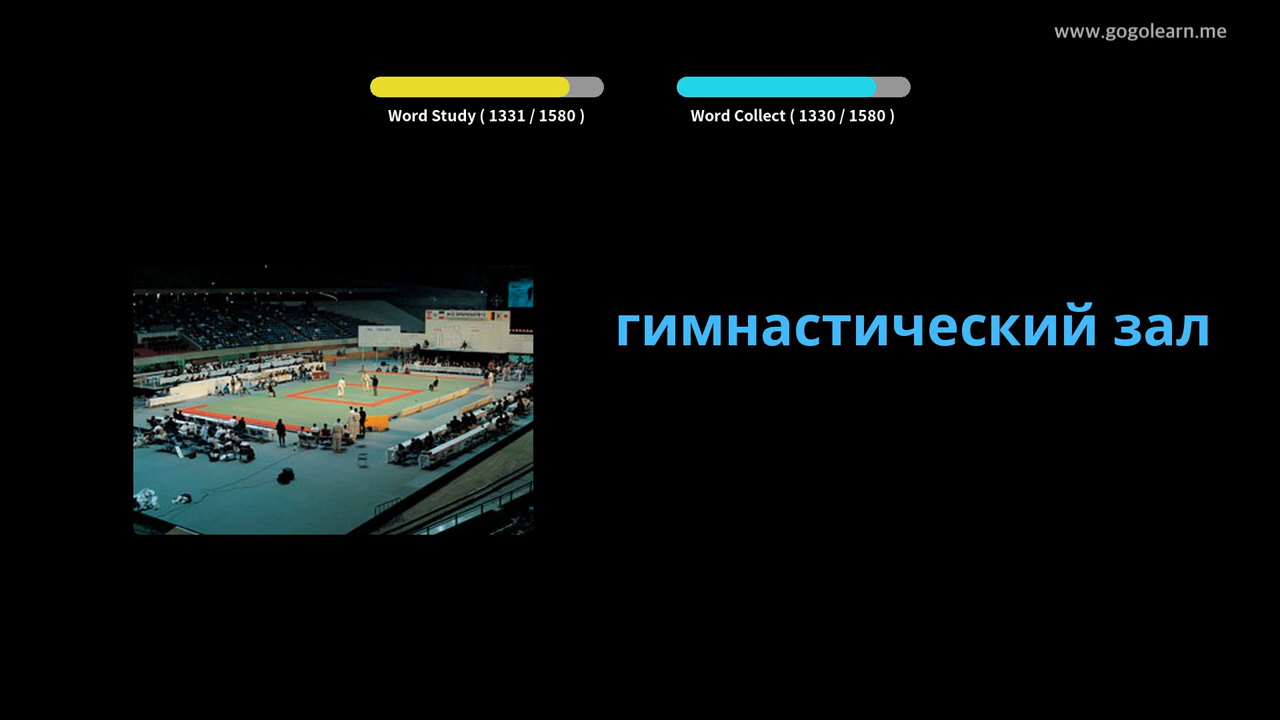 www.gogolearn.me
Word Study ( 1331 / 1580 )
Word Collect ( 1330 / 1580 )
гимнастический зал